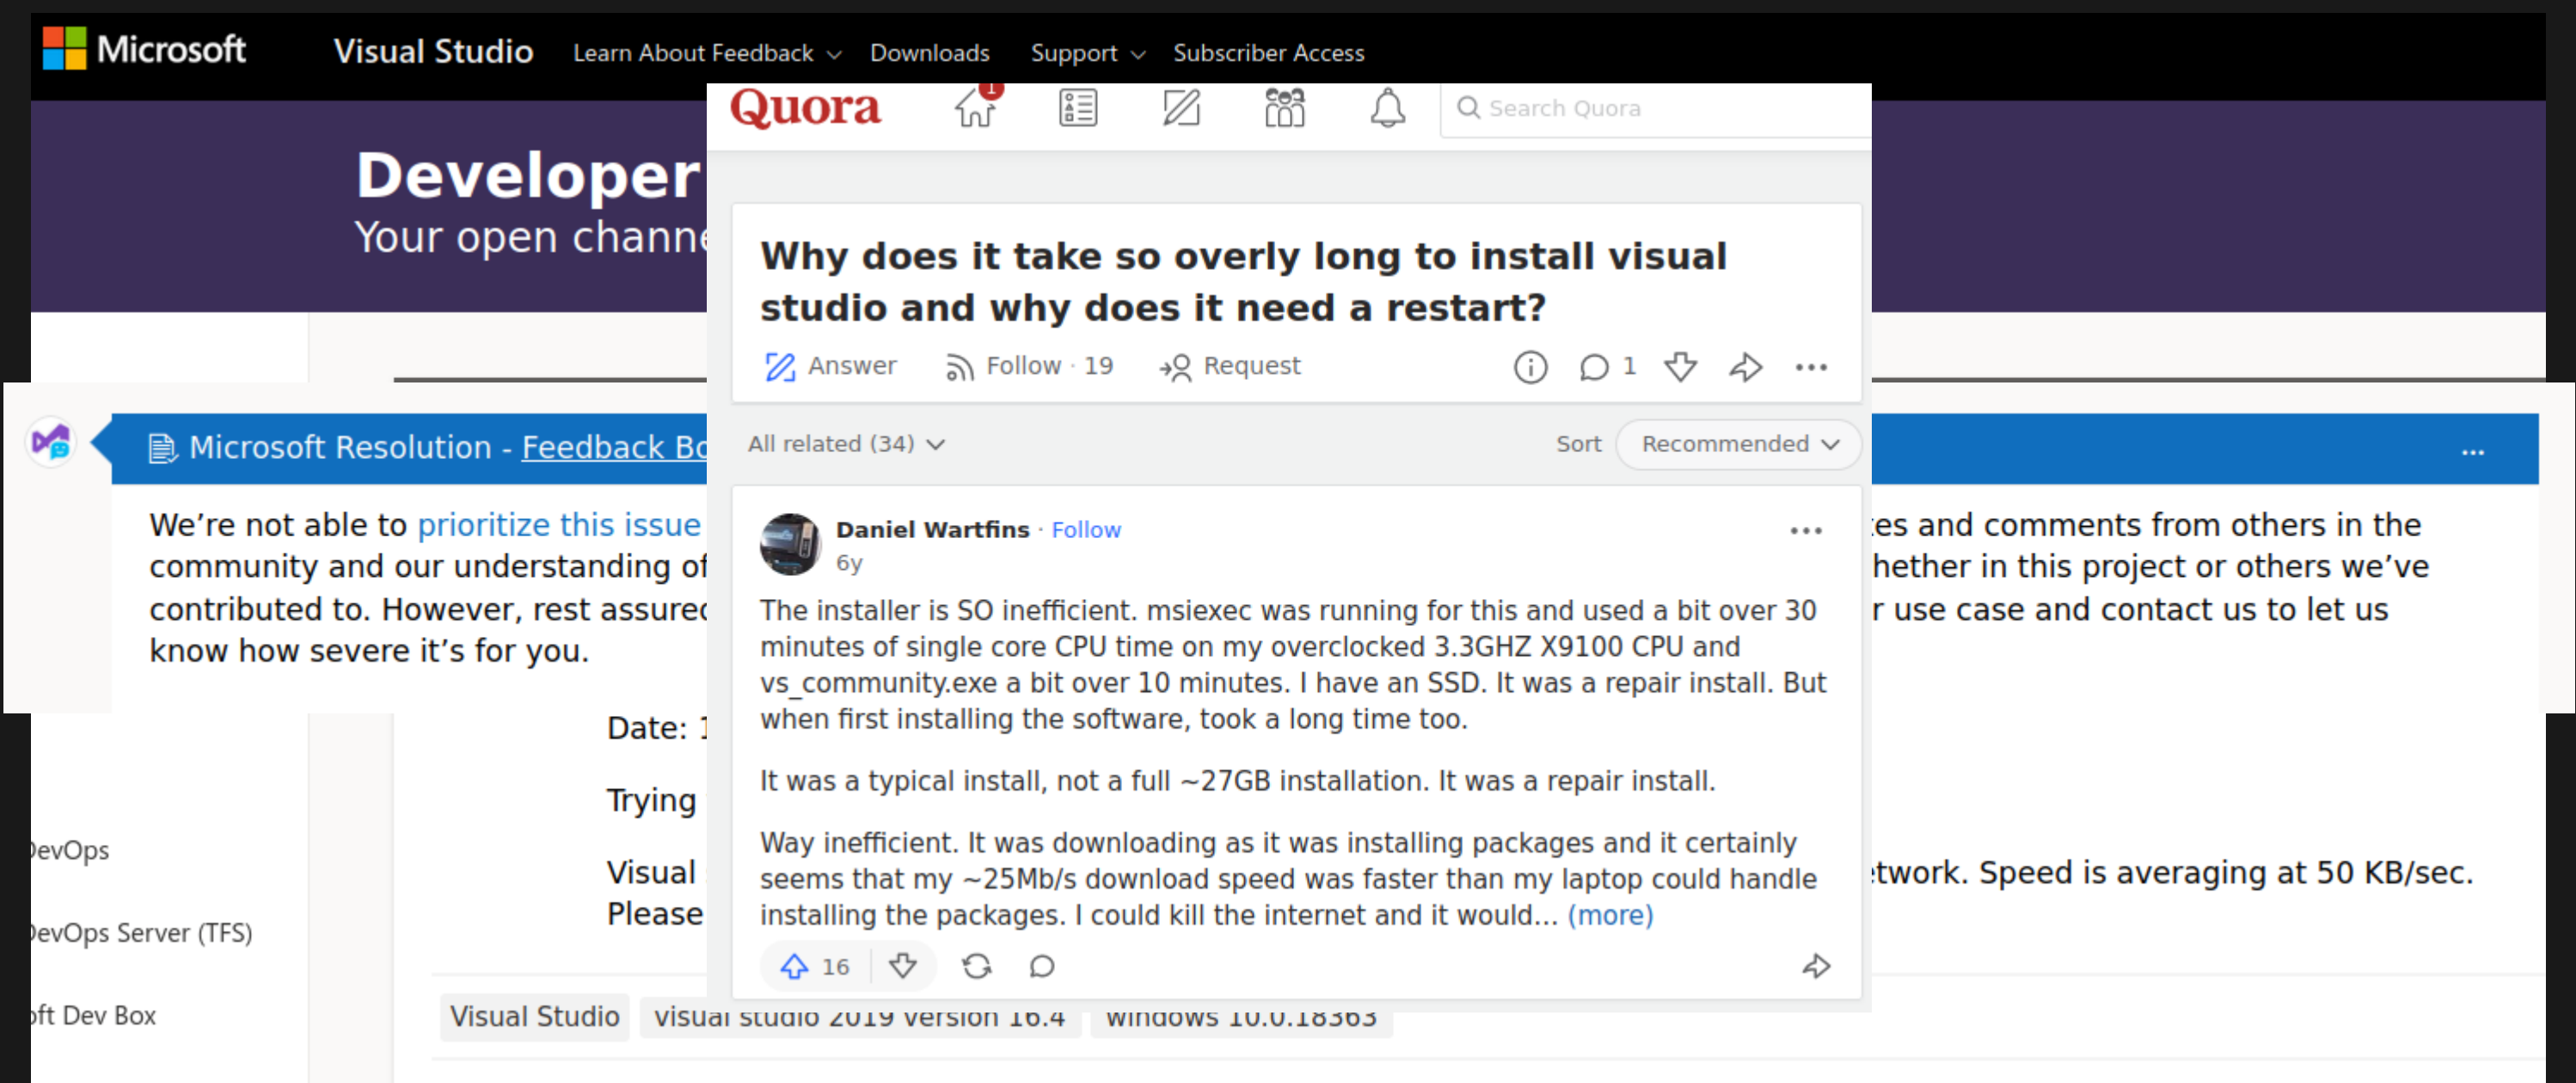 Microsoft
Visual Studio
Learn About Feedback
Downloads
Support
Subscriber Access
Developer
Your open
Quora
1
Search Quora
Why does it take so overly long to install visual
studio and why does it need a restart?
Answer
Follow · 19
Request
1
All related (34)
Sort
Recommended
Daniel Wartfins · Follow
6y
The installer is SO inefficient. msiexec was running for this and used a bit over 30
minutes of single core CPU time on my overclocked 3.3GHZ X9100 CPU and
vs_community.exe a bit over 10 minutes. I have an SSD. It was a repair install. But
when first installing the software, took a long time too.
It was a typical install, not a full ~27GB installation. It was a repair install.
Way inefficient. It was downloading as it was installing packages and it certainly
seems that my ~25Mb/s download speed was faster than my laptop could handle
installing the packages. I could kill the internet and it would... (more)
16
Microsoft Resolution - Feedback
We're not able to prioritize this issue
community and our understanding
contributed to. However, rest
know how severe it's for you.
and comments from others in the
in this project or others we've
use case and contact us to let us
Date:
Trying
Visual
Please
Speed is averaging at 50 KB/sec.
DevOps
DevOps Server (TFS)
Dev Box
Visual Studio
visual studio 2019 version 16.4
windows 10.0.18363